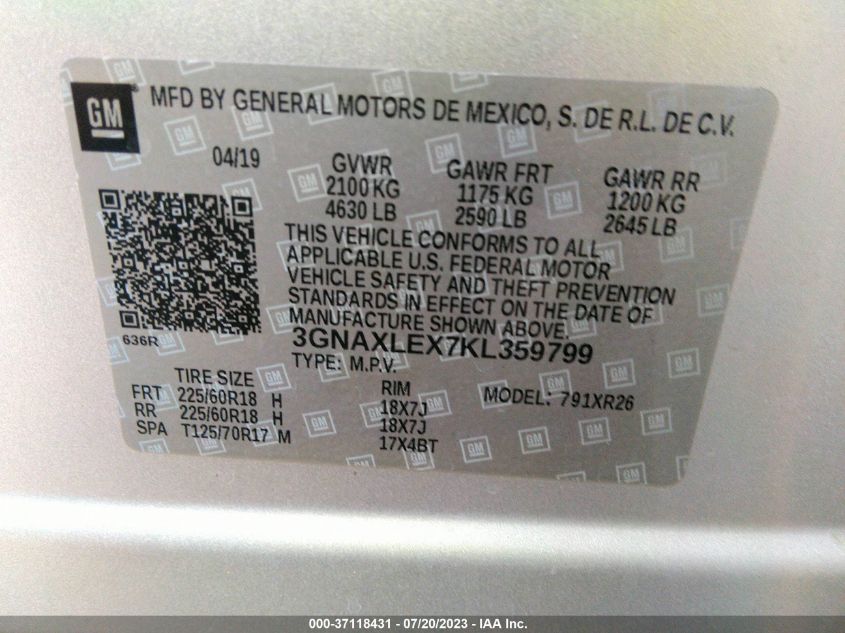 GM
MFD BY GENERAL MOTORS DE MEXICO, S. DE R.L. DE C.V.
04/19 GVWR GAWR FRT GAWR RR
2100 KG 1175 KG 1200 KG
4630 LB 2590 LB 2645 LB
THIS VEHICLE CONFORMS TO ALL
APPLICABLE U.S. FEDERAL MOTOR
VEHICLE SAFETY AND THEFT PREVENTION
STANDARDS IN EFFECT ON THE DATE OF
MANUFACTURE SHOWN ABOVE.
636R
3GNAXLEX7KL359799
TYPE: M.P.V.
TIRE SIZE RIM MODEL: 791XR26
FRT 225/60R18 H 18X7J
RR 225/60R18 H 18X7J
SPA T125/70R17 M 17X4BT
000-37118431 - 07/20/2023 - IAA Inc.